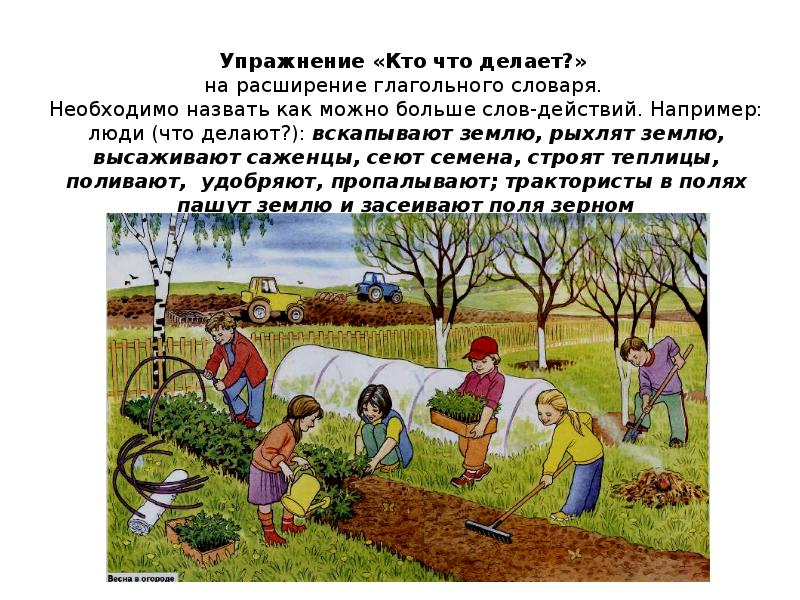 Упражнение «Кто что делает?»
на расширение глагольного словаря.
Необходимо назвать как можно больше слов-действий. Например:
люди (что делают?): вскапывают землю, рыхлят землю,
высаживают саженцы, сеют семена, строят теплицы,
поливают, удобряют, пропалывают; трактористы в полях
пашут землю и засеивают поля зерном
Весна в огороде